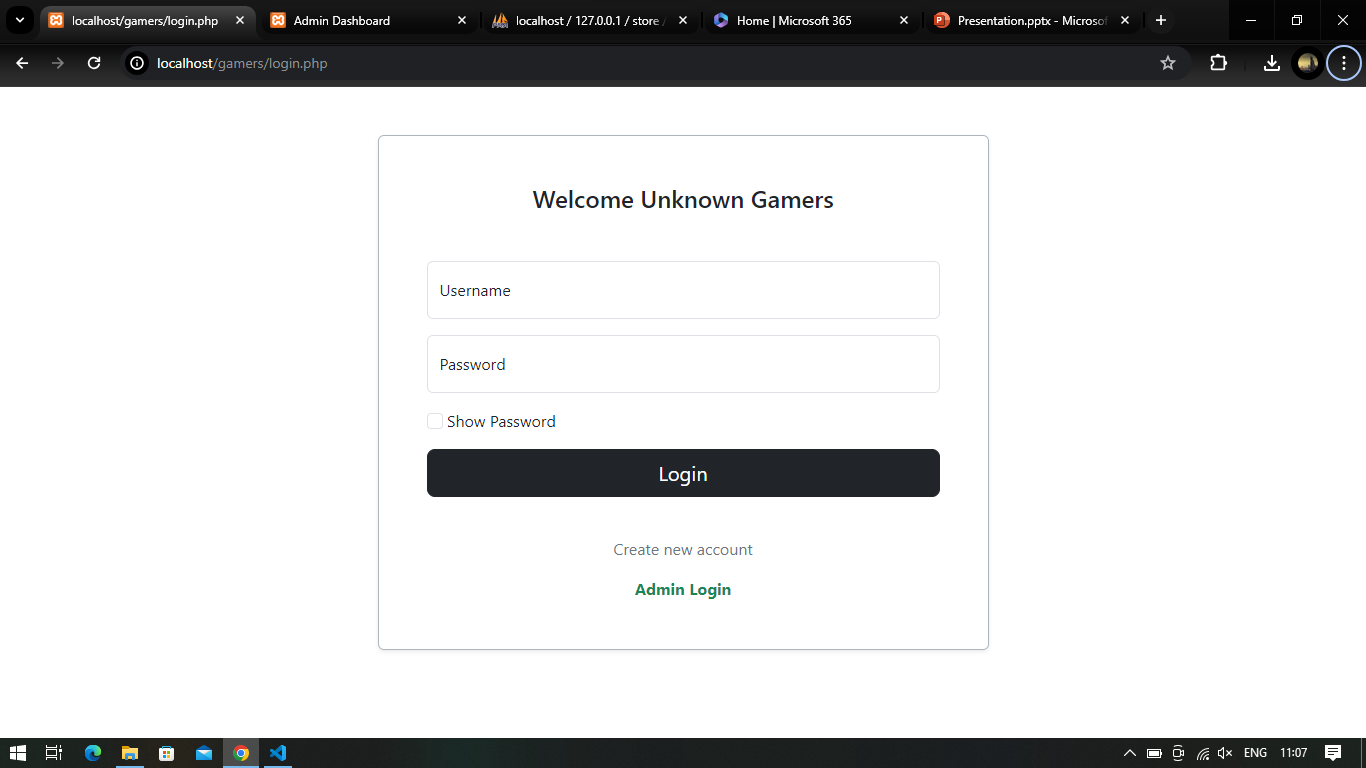 localhost/gamers/login.php
Admin Dashboard
localhost / 127.0.0.1 / store /
Home | Microsoft 365
Presentation.pptx - Microsof
localhost/gamers/login.php
Welcome Unknown Gamers
Username
Password
Show Password
Login
Create new account
Admin Login
ENG
11:07